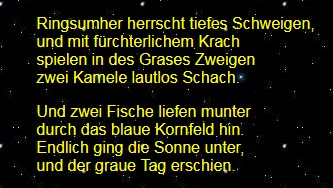 Ringsumher herrscht tiefes Schweigen,
und mit fürchterlichem Krach
spielen in des Grases Zweigen
zwei Kamele lautlos Schach.

Und zwei Fische liefen munter
durch das blaue Kornfeld hin.
Endlich ging die Sonne unter,
und der graue Tag erschien.